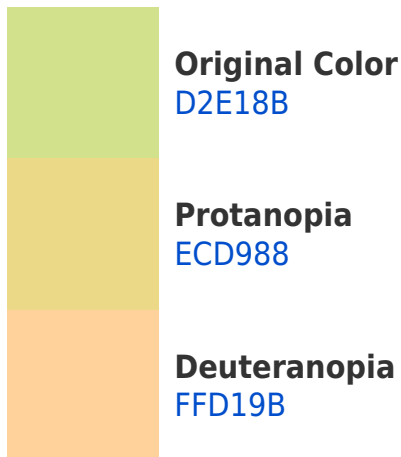 Original Color
D2E18B
Protanopia
ECD988
Deuteranopia
FFD19B